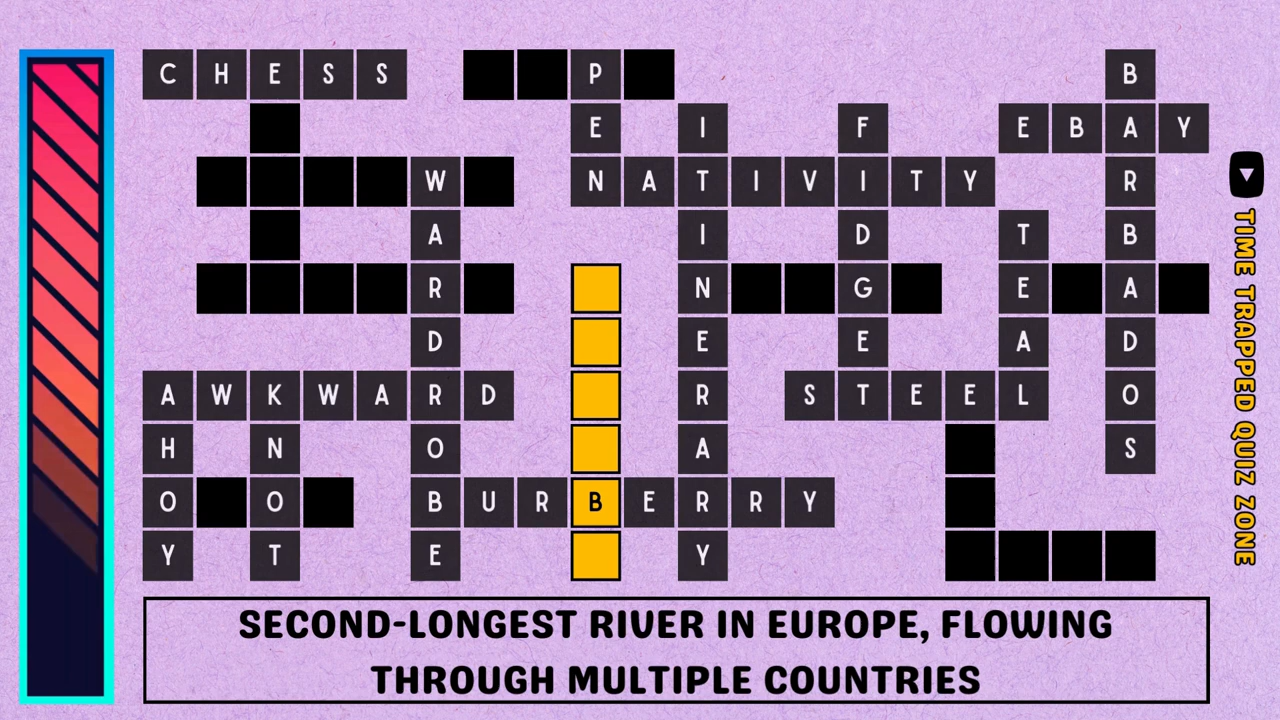 CHESS P B
E I F EBAY
W NATIVITY R
A I D T B
R N G E A
D E E A D
AWKWARD R STEEL O
H N O A S
O O BURBERRY
Y T E Y
SECOND-LONGEST RIVER IN EUROPE, FLOWING
THROUGH MULTIPLE COUNTRIES
TIME TRAPPED QUIZ ZONE